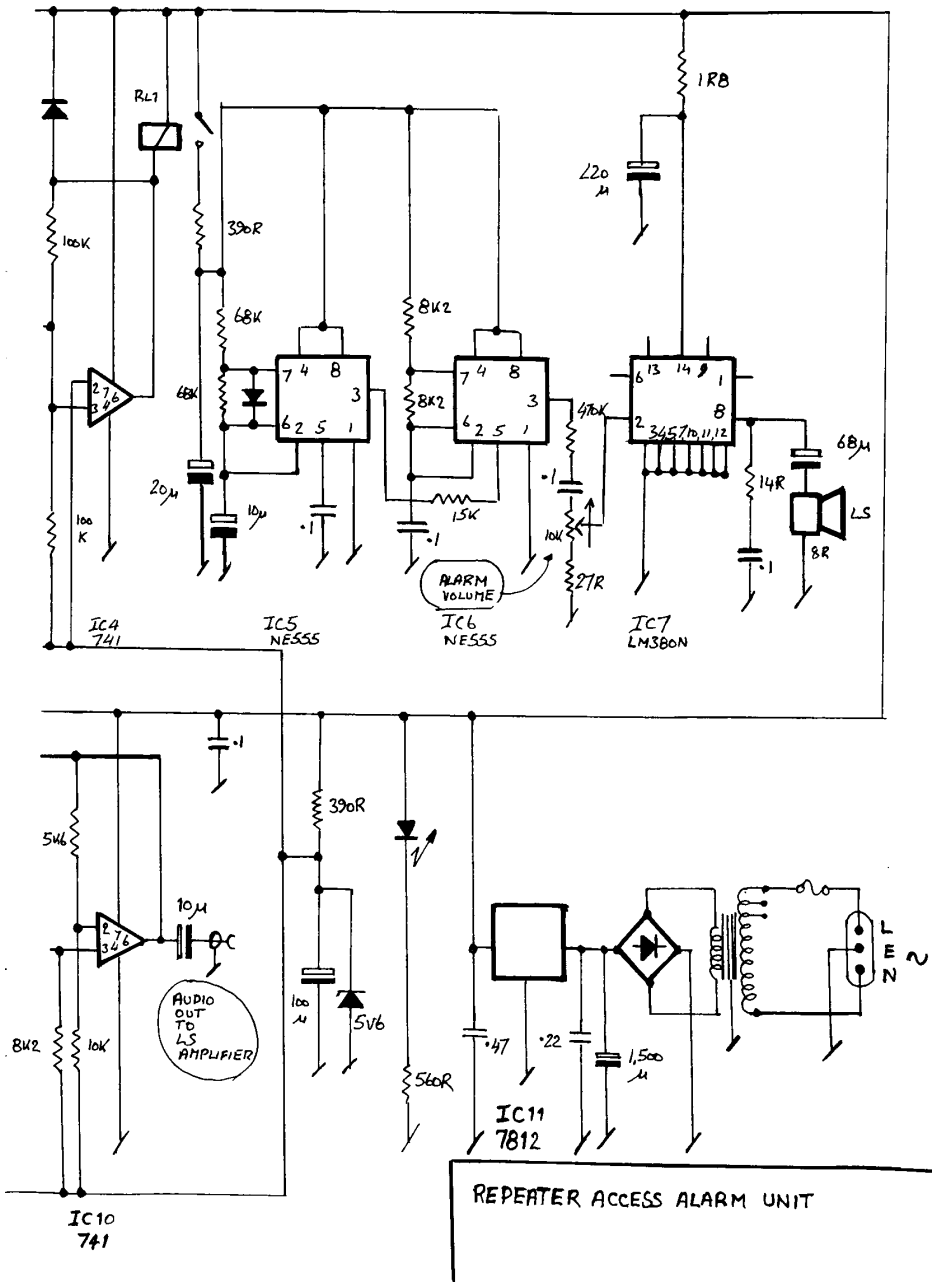 1R8
RL1
220
µ
390R
100K
8K2
68K
4 8
7
3
6
2 5 1
68K
4 8
7
3
6
2 5 1
8K2
13 14 9
6 1
2 8
3 4 5 7 10, 11, 12
2 7 6
3 4
470K
68µ
20µ
10µ
.1
15K
.1
.1
10K
27R
14R
.1
LS
8R
100
K
ALARM
VOLUME
IC4
741
IC5
NE555
IC6
NE555
IC7
LM380N
.1
390R
5K6
10µ
2 7 6
3 4
L
E
N
~
AUDIO
OUT
TO
LS
AMPLIFIER
100
µ
5V6
8K2
10K
.47
.22
1,500
µ
560R
IC11
7812
REPEATER ACCESS ALARM UNIT
IC10
741